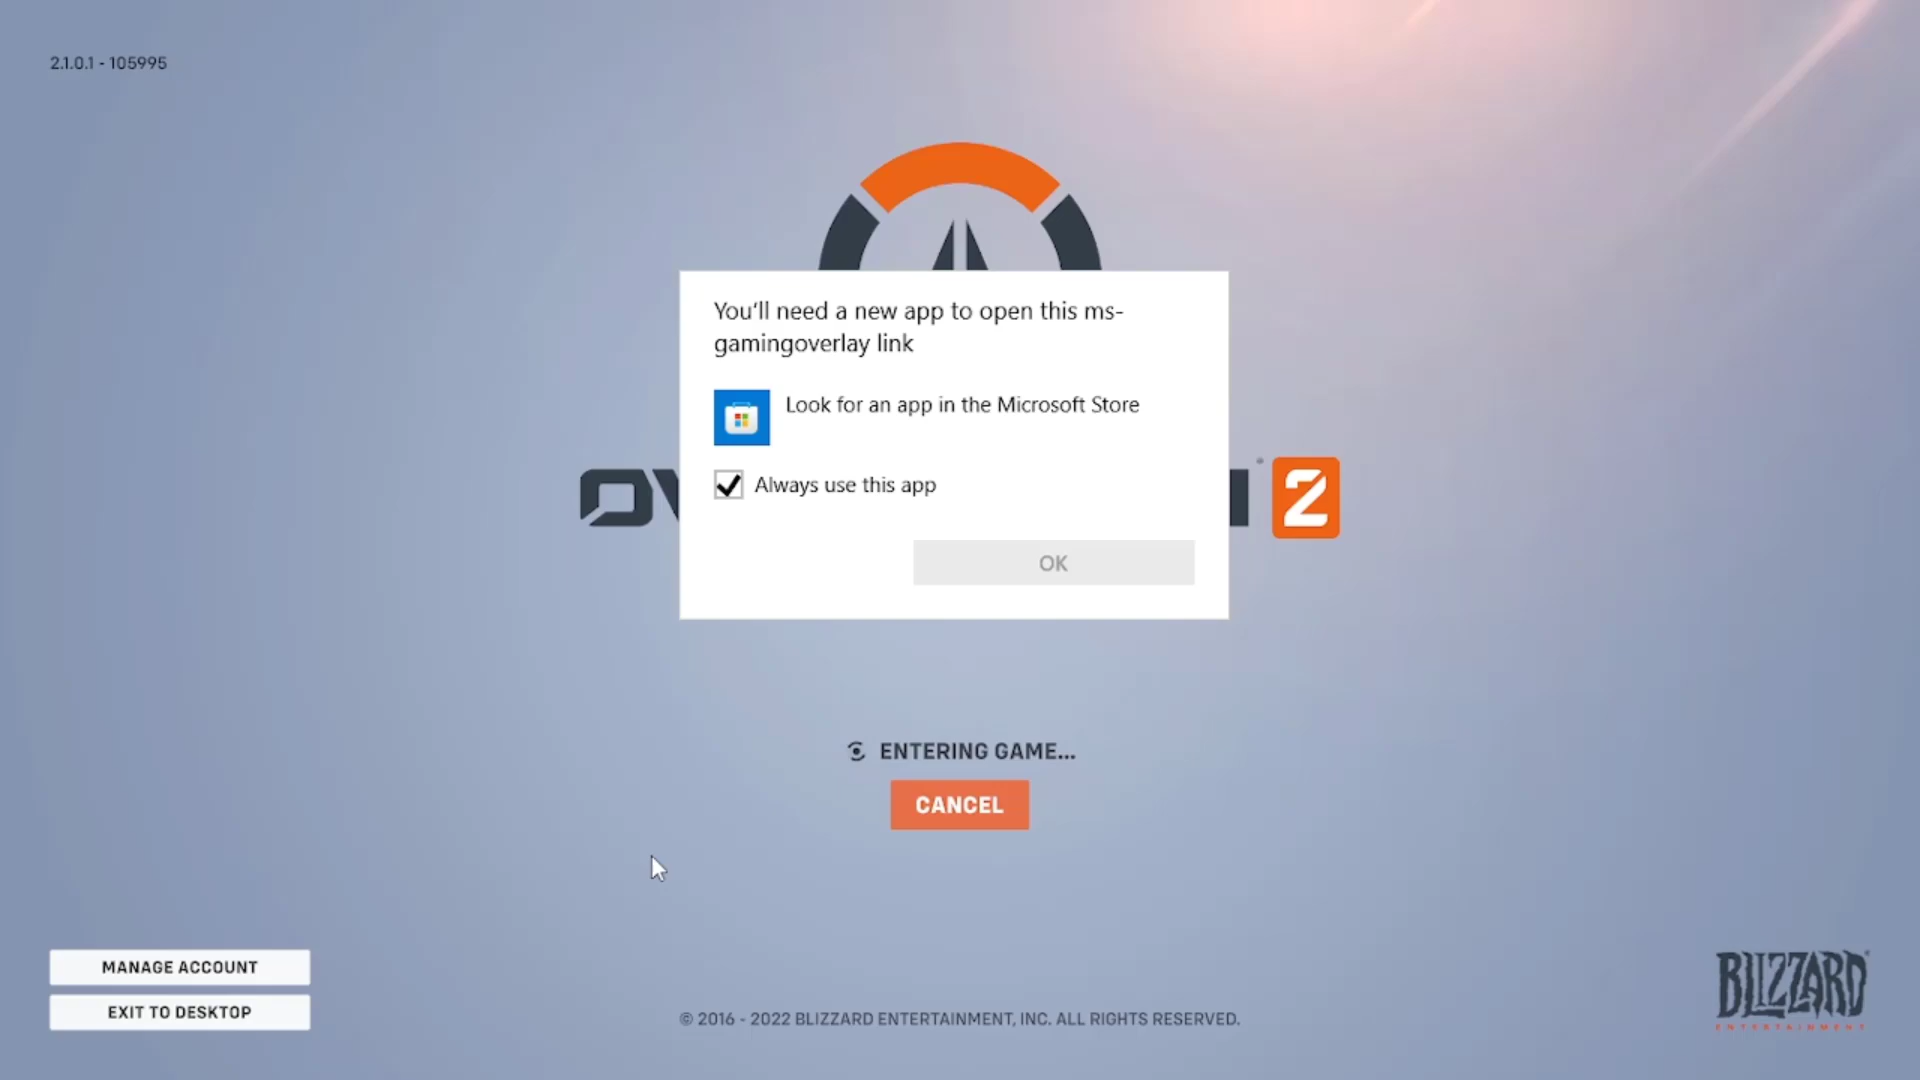 2.1.0.1 - 105995
You'll need a new app to open this ms-
gamingoverlay link
Look for an app in the Microsoft Store
Always use this app
OK
2
ENTERING GAME...
CANCEL
MANAGE ACCOUNT
EXIT TO DESKTOP
© 2016 - 2022 BLIZZARD ENTERTAINMENT, INC. ALL RIGHTS RESERVED.
BLIZZARD
ENTERTAINMENT